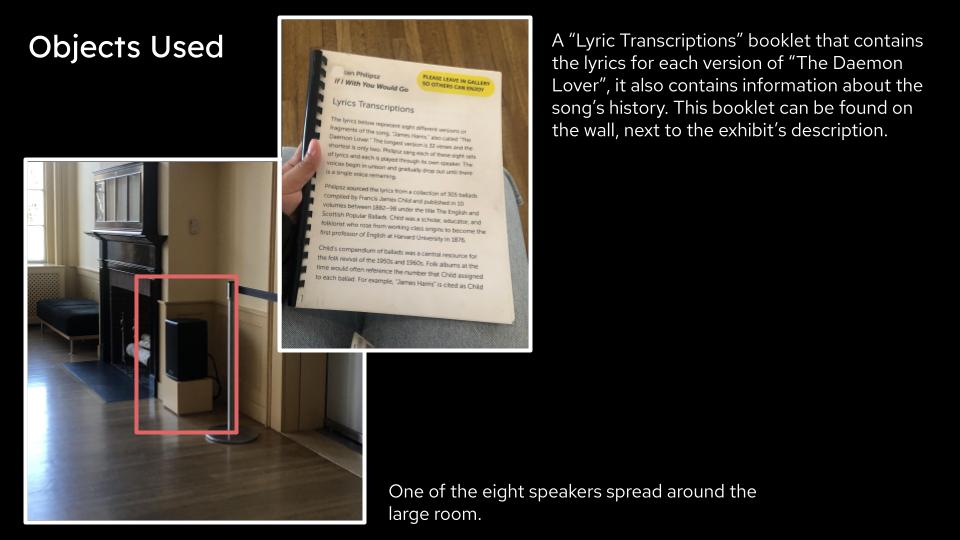 Objects Used
Philipsz
If I With You Would Go
PLEASE LEAVE IN GALLERY
SO OTHERS CAN ENJOY
Lyrics Transcriptions
The lyrics below represent eight different versions or
fragments of the song, "James Harris," also called "The
Daemon Lover." The longest version is 32 verses and the
shortest is only two. Philipsz sang each of these eight sets
of lyrics and each is played through its own speaker. The
voices begin in unison and gradually drop out until there
is a single voice remaining.
Philipsz sourced the lyrics from a collection of 305 ballads
compiled by Francis James Child and published in 10
volumes between 1882–98 under the title The English and
Scottish Popular Ballads. Child was a scholar, educator, and
folklorist who rose from working class origins to become the
first professor of English at Harvard University in 1876.
Child's compendium of ballads was a central resource for
the folk revival of the 1950s and 1960s. Folk albums at the
time would often reference the number that Child assigned
to each ballad. For example, "James Harris" is cited as Child
A “Lyric Transcriptions” booklet that contains
the lyrics for each version of “The Daemon
Lover”, it also contains information about the
song’s history. This booklet can be found on
the wall, next to the exhibit’s description.
One of the eight speakers spread around the
large room.